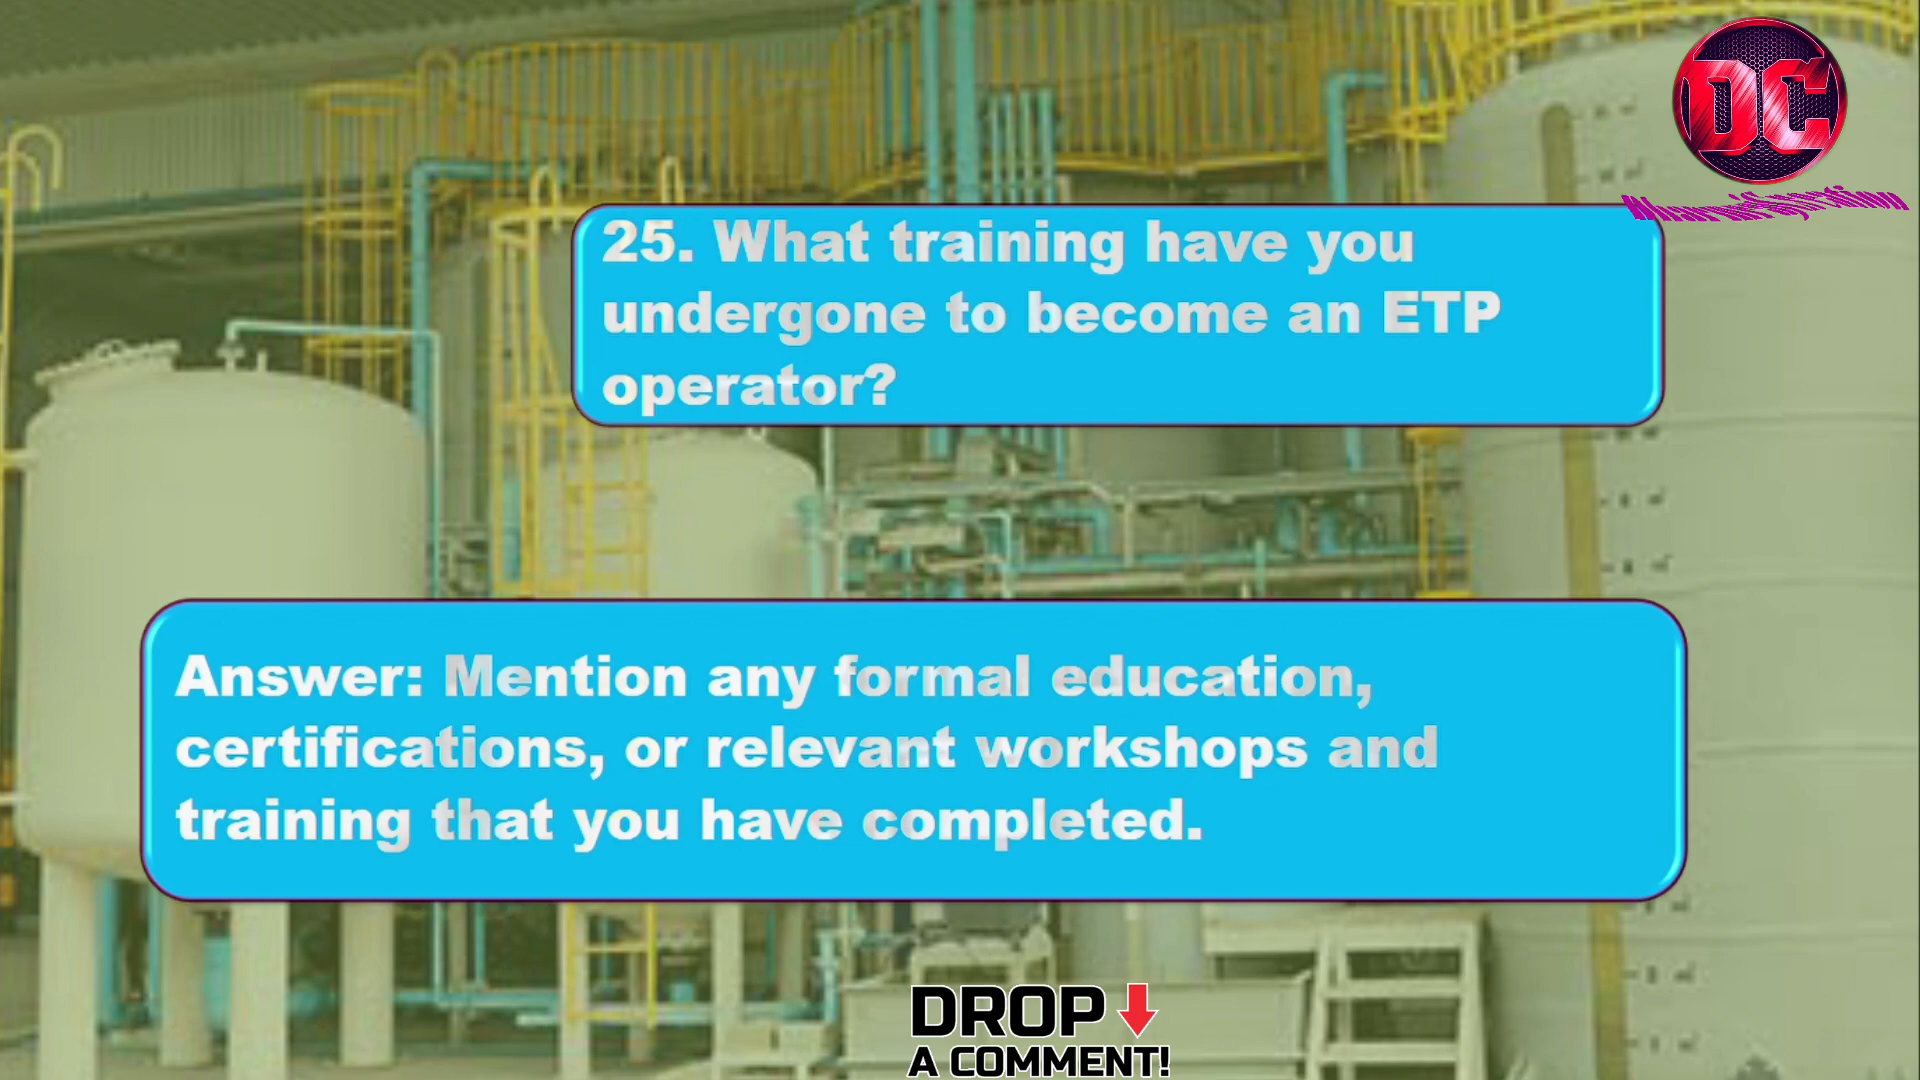 DC
25. What training have you
undergone to become an ETP
operator?
Answer: Mention any formal education,
certifications, or relevant workshops and
training that you have completed.
DROP
A COMMENT!